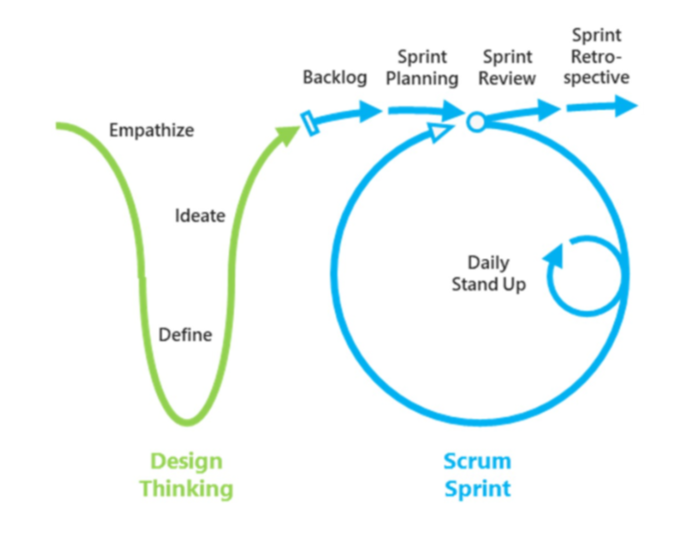 Sprint
Retro-
spective
Sprint
Planning
Sprint
Review
Backlog
Empathize
Ideate
Define
Daily
Stand Up
Design
Thinking
Scrum
Sprint